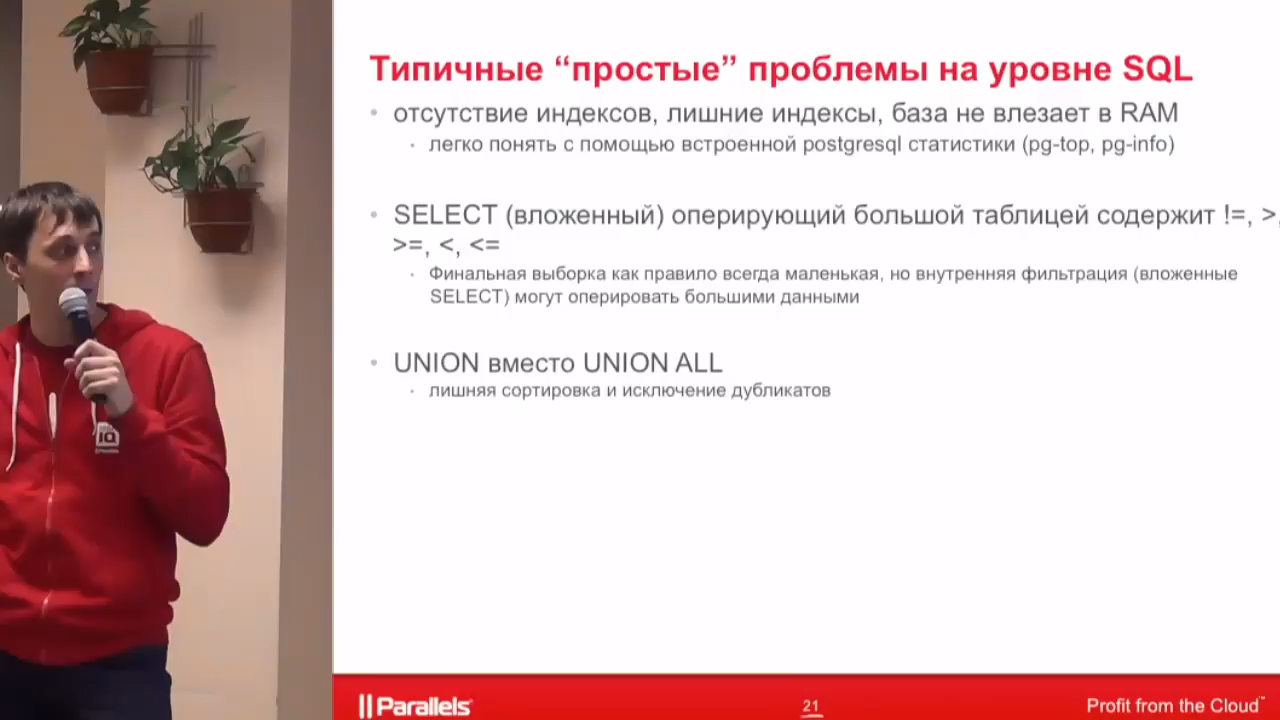 Типичные “простые” проблемы на уровне SQL
• отсутствие индексов, лишние индексы, база не влезает в RAM
· легко понять с помощью встроенной postgresql статистики (pg-top, pg-info)
• SELECT (вложенный) оперирующий большой таблицей содержит !=, >,
>=, <, <=
· Финальная выборка как правило всегда маленькая, но внутренняя фильтрация (вложенные
SELECT) могут оперировать большими данными
• UNION вместо UNION ALL
· лишняя сортировка и исключение дубликатов
iQ
||Parallels™
21
Profit from the Cloud™